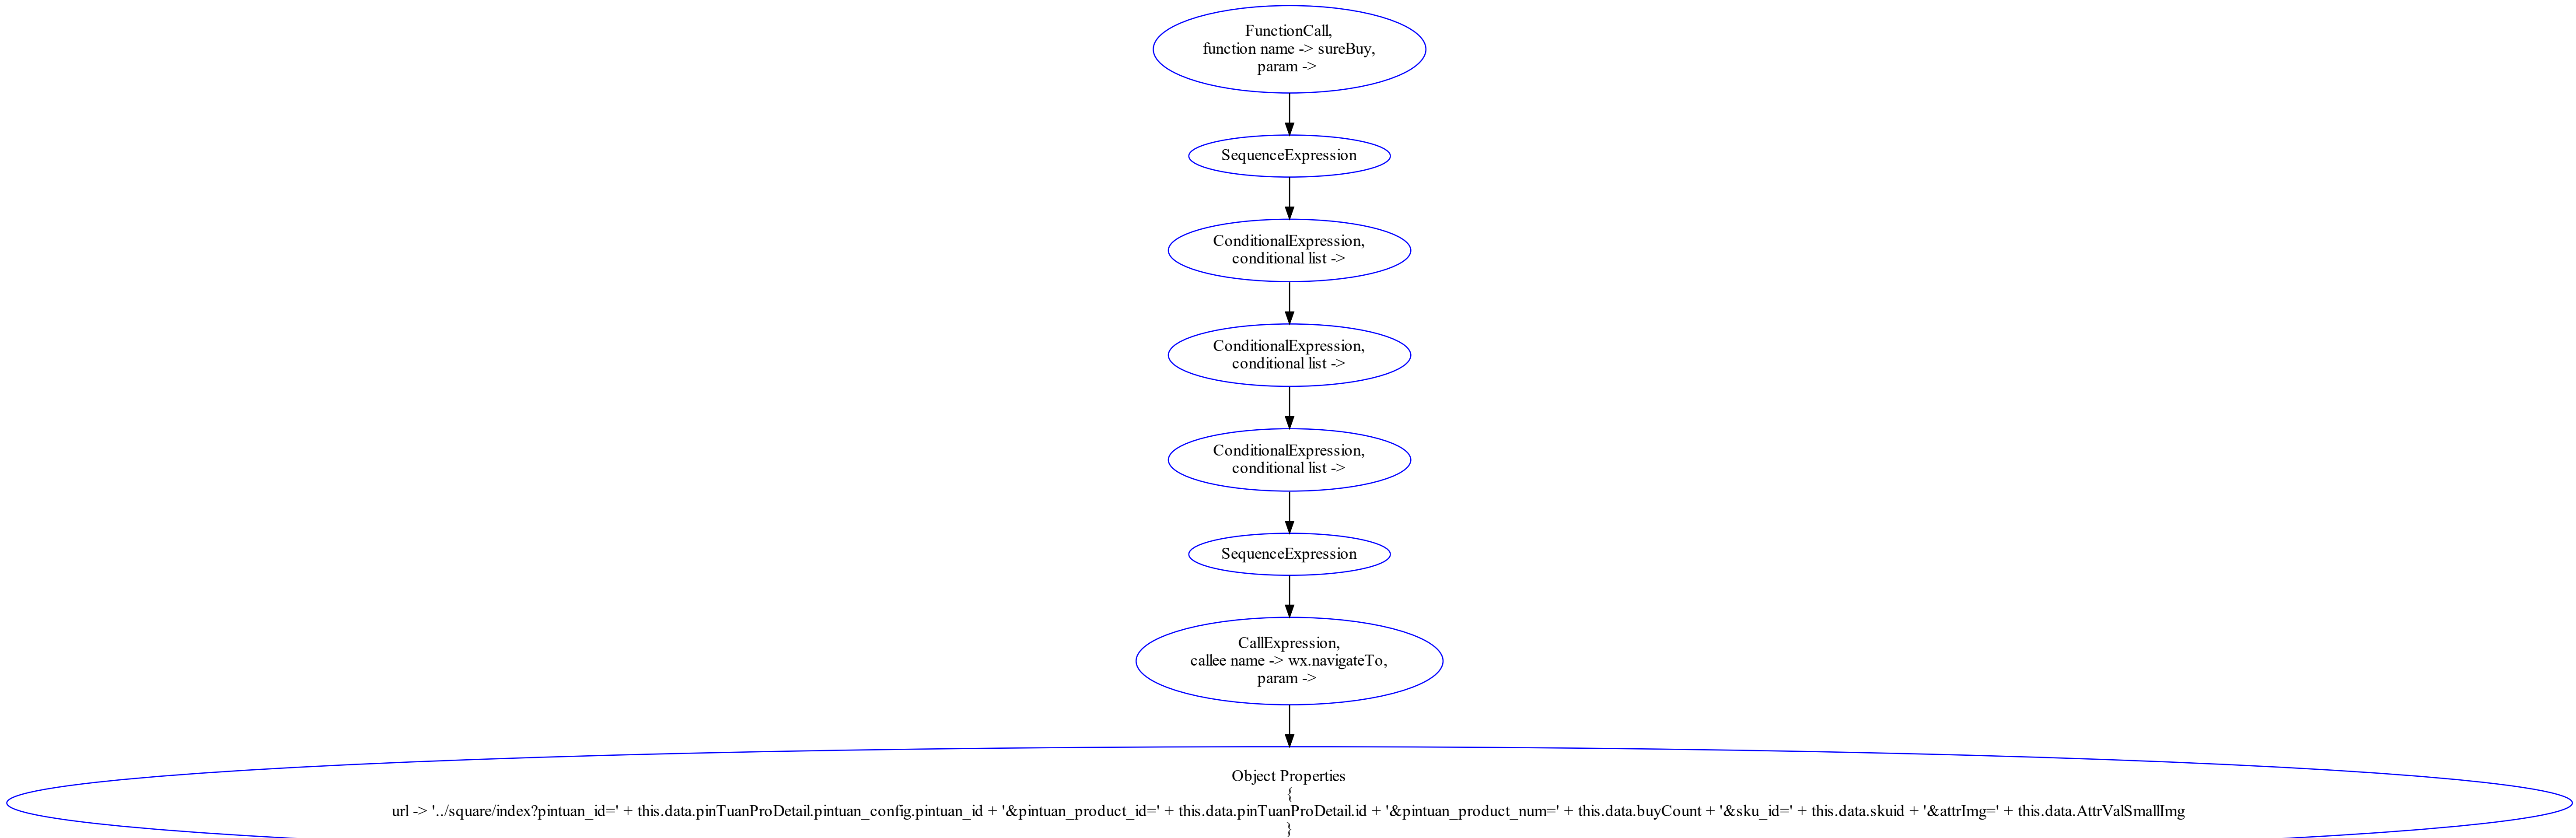 FunctionCall,
function name -> sureBuy,
param ->
SequenceExpression
ConditionalExpression,
conditional list ->
ConditionalExpression,
conditional list ->
ConditionalExpression,
conditional list ->
SequenceExpression
CallExpression,
callee name -> wx.navigateTo,
param ->
Object Properties
{
url -> '../square/index?pintuan_id=' + this.data.pinTuanProDetail.pintuan_config.pintuan_id + '&pintuan_product_id=' + this.data.pinTuanProDetail.id + '&pintuan_product_num=' + this.data.buyCount + '&sku_id=' + this.data.skuid + '&attrImg=' + this.data.AttrValSmallImg
}